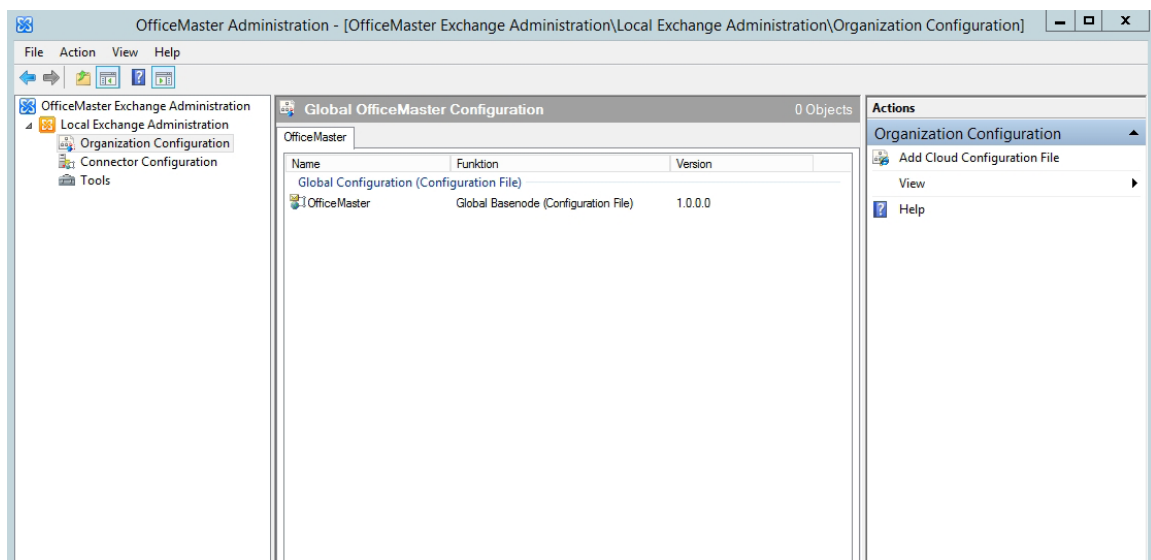 OfficeMaster Administration - [OfficeMaster Exchange Administration\Local Exchange Administration\Organization Configuration]
File Action View Help
OfficeMaster Exchange Administration
Local Exchange Administration
Organization Configuration
Connector Configuration
Tools
Global OfficeMaster Configuration 0 Objects
OfficeMaster
Name Funktion Version
Global Configuration (Configuration File)
OfficeMaster Global Basenode (Configuration File) 1.0.0.0
Actions
Organization Configuration
Add Cloud Configuration File
View
Help